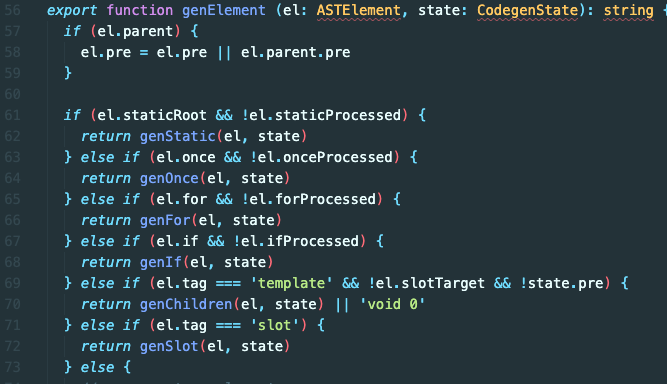 56 export function genElement (el: ASTElement, state: CodegenState): string {
57   if (el.parent) {
58     el.pre = el.pre || el.parent.pre
59   }
60
61   if (el.staticRoot && !el.staticProcessed) {
62     return genStatic(el, state)
63   } else if (el.once && !el.onceProcessed) {
64     return genOnce(el, state)
65   } else if (el.for && !el.forProcessed) {
66     return genFor(el, state)
67   } else if (el.if && !el.ifProcessed) {
68     return genIf(el, state)
69   } else if (el.tag === 'template' && !el.slotTarget && !state.pre) {
70     return genChildren(el, state) || 'void 0'
71   } else if (el.tag === 'slot') {
72     return genSlot(el, state)
73   } else {